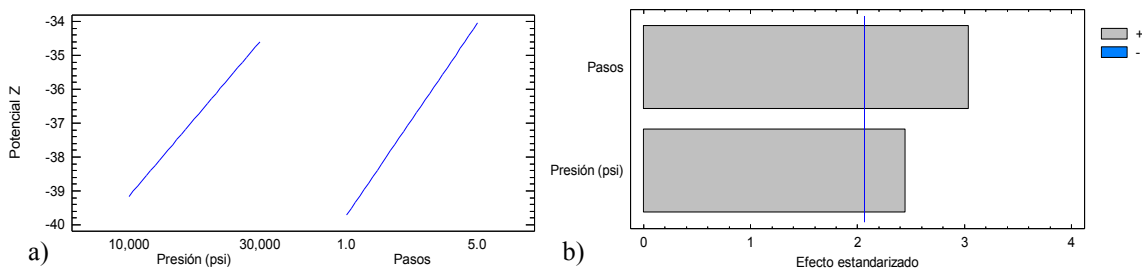 Potencial Z
-34
-35
-36
-37
-38
-39
-40
10,000 30,000 1.0 5.0
Presión (psi) Pasos
a)
Pasos
Presión (psi)
0 1 2 3 4
Efecto estandarizado
b)
+
-